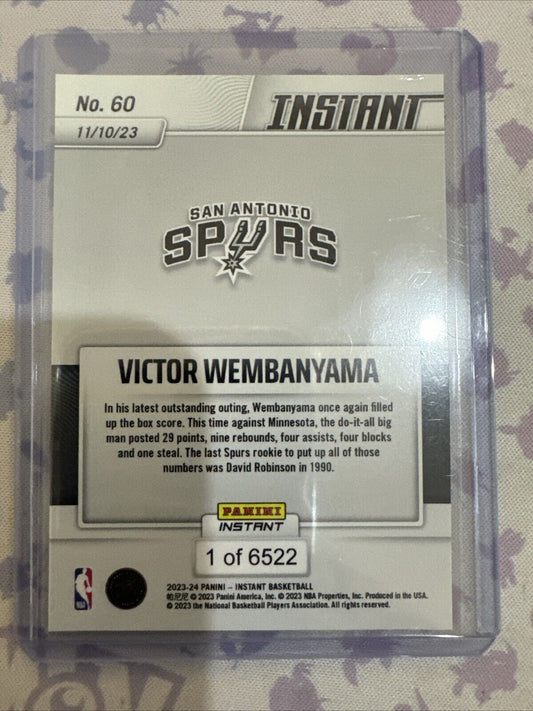 No. 60
INSTANT
11/10/23
SAN ANTONIO
SPURS
VICTOR WEMBANYAMA
In his latest outstanding outing, Wembanyama once again filled
up the box score. This time against Minnesota, the do-it-all big
man posted 29 points, nine rebounds, four assists, four blocks
and one steal. The last Spurs rookie to put up all of those
numbers was David Robinson in 1990.
PANINI
INSTANT
1 of 6522
2023-24 PANINI – INSTANT BASKETBALL
帕尼尼 © 2023 Panini America, Inc. © 2023 NBA Properties, Inc. Produced in the USA.
© 2023 the National Basketball Players Association. All rights reserved.
NBA